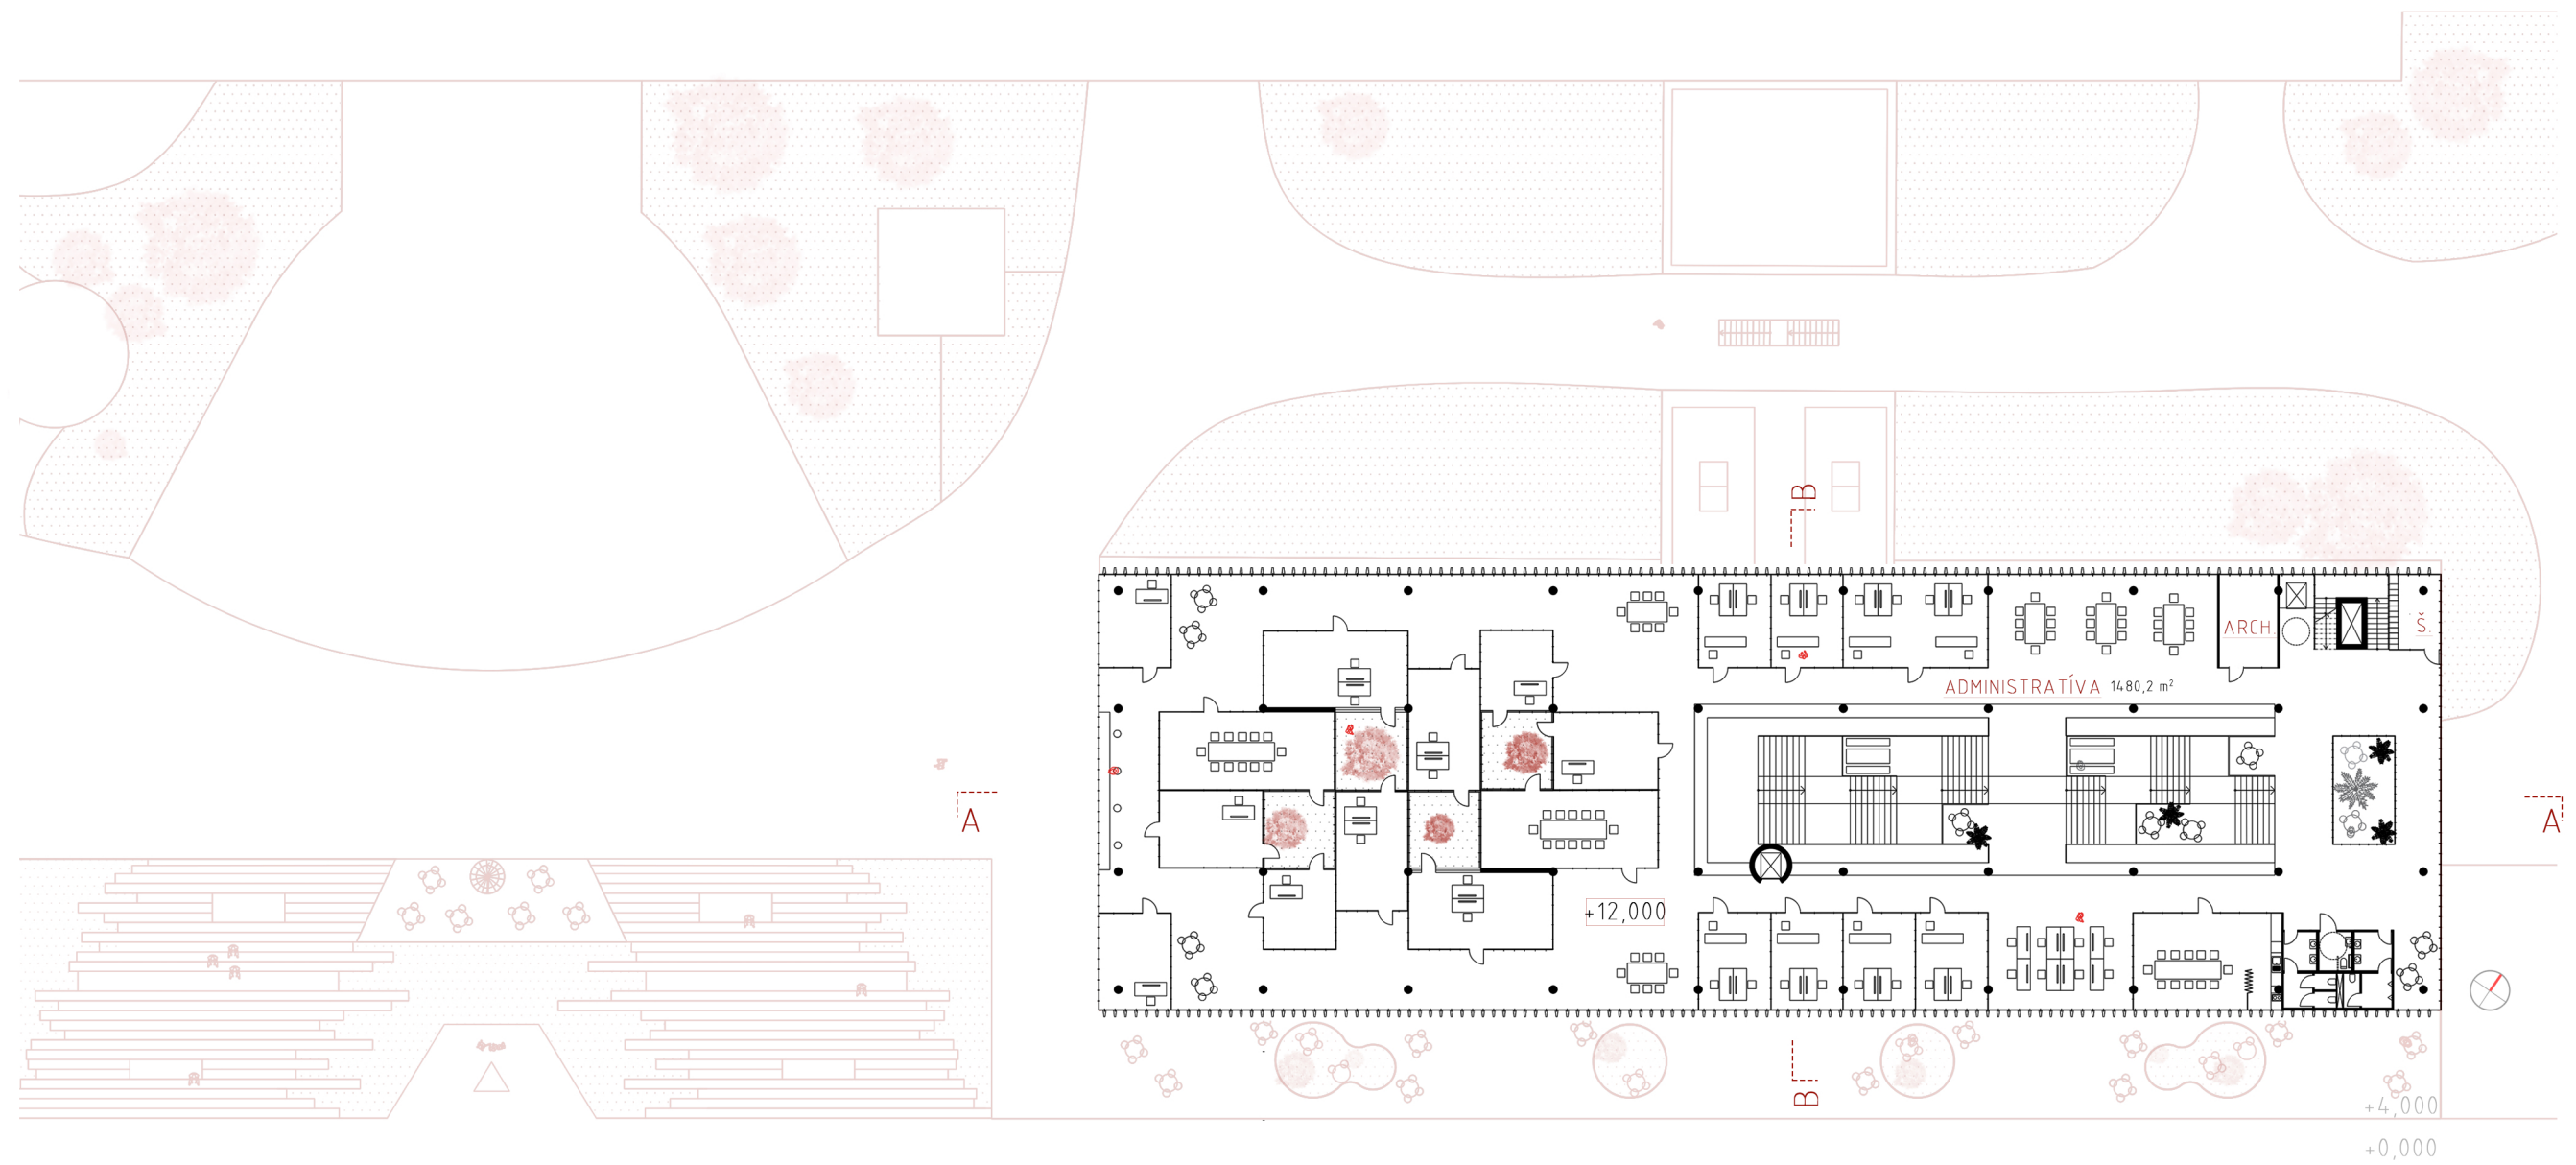 B
ARCH.
Š.
ADMINISTRATÍVA 1480,2 m²
A
A
+12,000
B
+4,000
+0,000